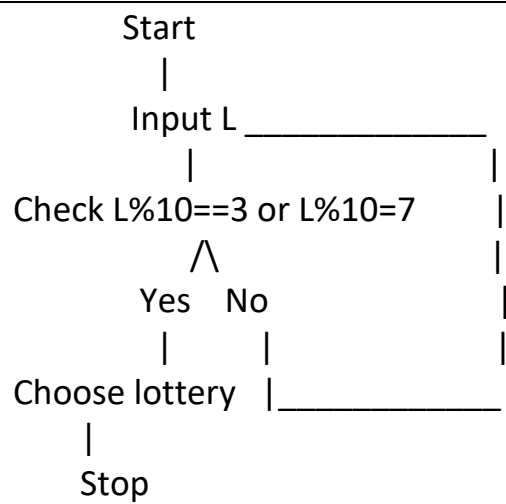 Start
Input L
Check L%10==3 or L%10=7
Yes No
Choose lottery
Stop